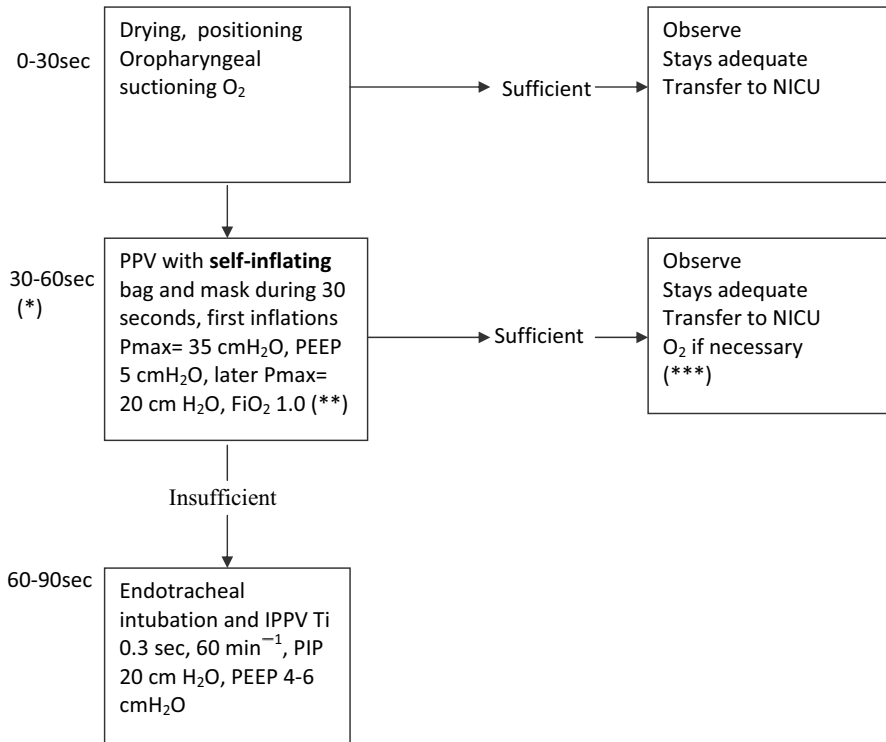 0-30sec
Drying, positioning
Oropharyngeal
suctioning O₂
Sufficient
Observe
Stays adequate
Transfer to NICU
30-60sec
(*)
PPV with self-inflating
bag and mask during 30
seconds, first inflations
Pmax= 35 cmH₂O, PEEP
5 cmH₂O, later Pmax=
20 cm H₂O, FiO₂ 1.0 (**)
Sufficient
Observe
Stays adequate
Transfer to NICU
O₂ if necessary
(***)
Insufficient
60-90sec
Endotracheal
intubation and IPPV Ti
0.3 sec, 60 min⁻¹, PIP
20 cm H₂O, PEEP 4-6
cmH₂O